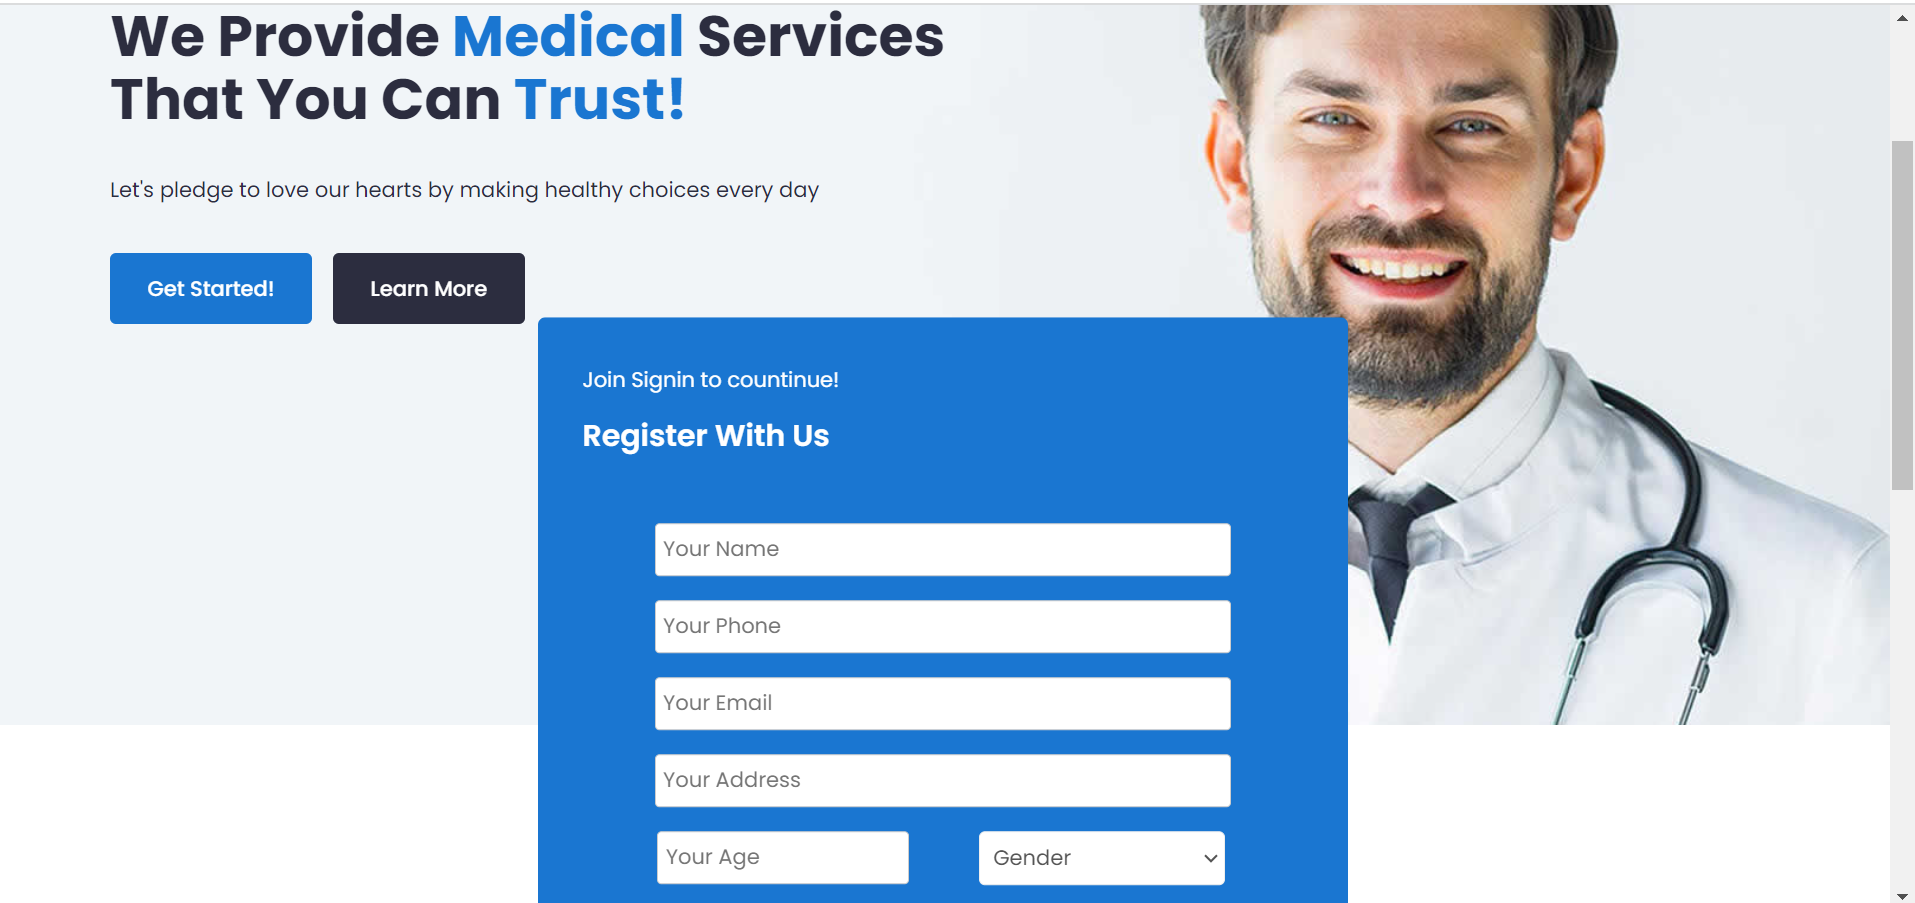 We Provide Medical Services
That You Can Trust!
Let's pledge to love our hearts by making healthy choices every day
Get Started!
Learn More
Join Signin to countinue!
Register With Us
Your Name
Your Phone
Your Email
Your Address
Your Age
Gender